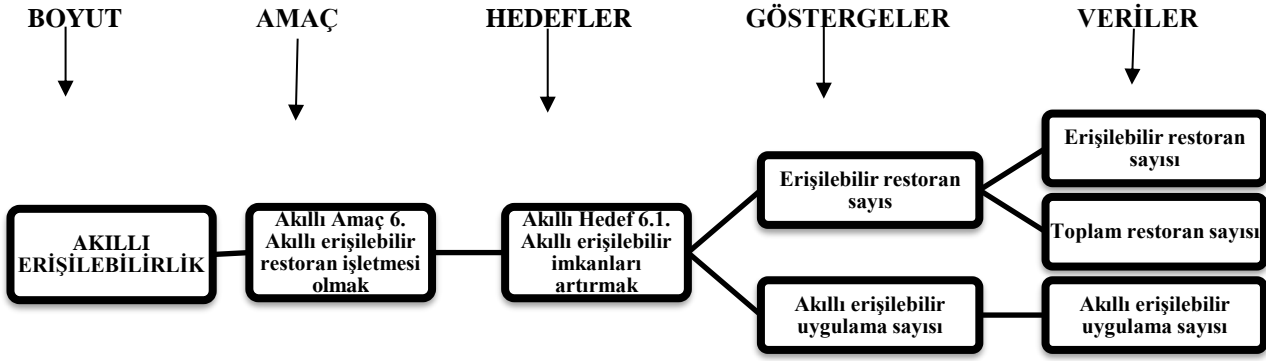 BOYUT
AMAÇ
HEDEFLER
GÖSTERGELER
VERİLER
AKILLI
ERİŞİLEBİLİRLİK
Akıllı Amaç 6.
Akıllı erişilebilir
restoran işletmesi
olmak
Akıllı Hedef 6.1.
Akıllı erişilebilir
imkanları
artırmak
Erişilebilir restoran
sayıs
Akıllı erişilebilir
uygulama sayısı
Erişilebilir restoran
sayısı
Toplam restoran sayısı
Akıllı erişilebilir
uygulama sayısı